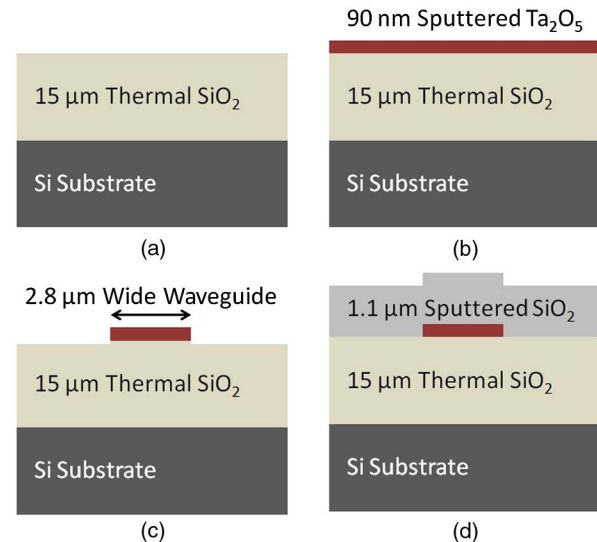 15 µm Thermal SiO₂
Si Substrate
(a)
90 nm Sputtered Ta₂O₅
15 µm Thermal SiO₂
Si Substrate
(b)
2.8 µm Wide Waveguide
15 µm Thermal SiO₂
Si Substrate
(c)
1.1 µm Sputtered SiO₂
15 µm Thermal SiO₂
Si Substrate
(d)